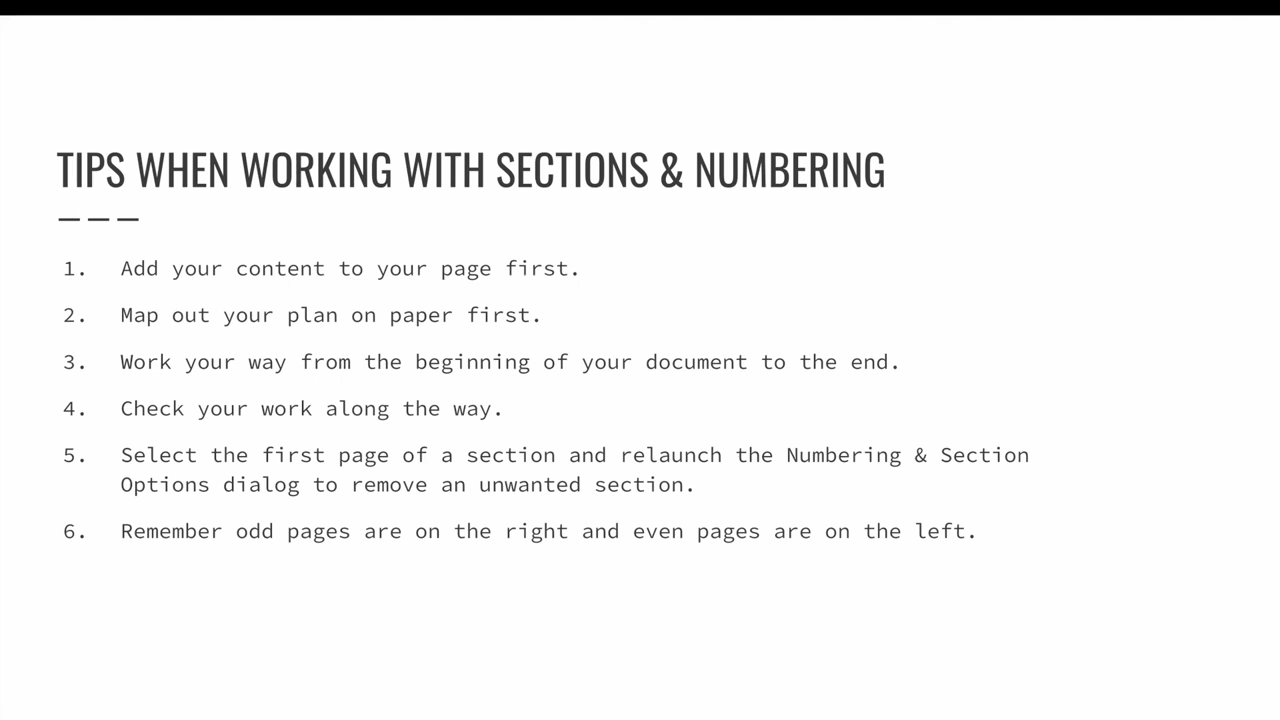 TIPS WHEN WORKING WITH SECTIONS & NUMBERING
1. Add your content to your page first.
2. Map out your plan on paper first.
3. Work your way from the beginning of your document to the end.
4. Check your work along the way.
5. Select the first page of a section and relaunch the Numbering & Section
Options dialog to remove an unwanted section.
6. Remember odd pages are on the right and even pages are on the left.